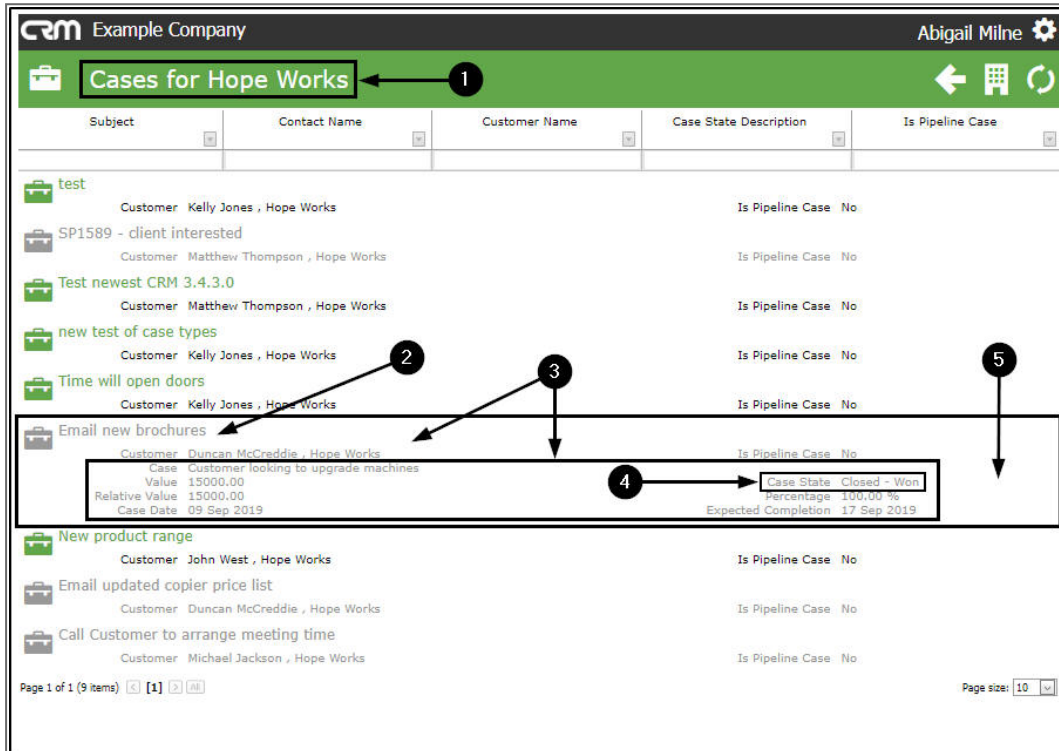 CRM Example Company Abigail Milne
Cases for Hope Works 1
Subject Contact Name Customer Name Case State Description Is Pipeline Case
test
Customer Kelly Jones , Hope Works Is Pipeline Case No
SP1589 - client interested
Customer Matthew Thompson , Hope Works Is Pipeline Case No
Test newest CRM 3.4.3.0
Customer Matthew Thompson , Hope Works Is Pipeline Case No
new test of case types
Customer Kelly Jones , Hope Works Is Pipeline Case No
2 3 5
Time will open doors
Customer Kelly Jones , Hope Works Is Pipeline Case No
Email new brochures
Customer Duncan McCreddie , Hope Works Is Pipeline Case No
Case Customer looking to upgrade machines
Value 15000.00 4 Case State Closed - Won
Relative Value 15000.00 Percentage 100.00 %
Case Date 09 Sep 2019 Expected Completion 17 Sep 2019
New product range
Customer John West , Hope Works Is Pipeline Case No
Email updated copier price list
Customer Duncan McCreddie , Hope Works Is Pipeline Case No
Call Customer to arrange meeting time
Customer Michael Jackson , Hope Works Is Pipeline Case No
Page 1 of 1 (9 items) < [1] > All Page size: 10